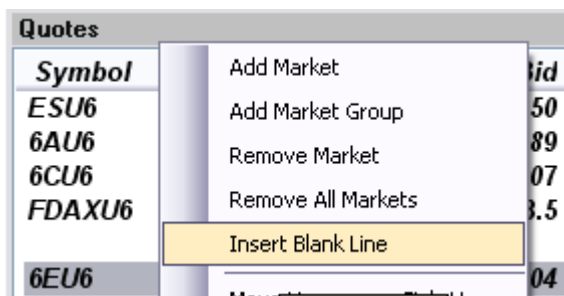 Quotes
Symbol
ESU6
6AU6
6CU6
FDAXU6
6EU6
Add Market
Add Market Group
Remove Market
Remove All Markets
Insert Blank Line
id
50
89
07
3.5
04